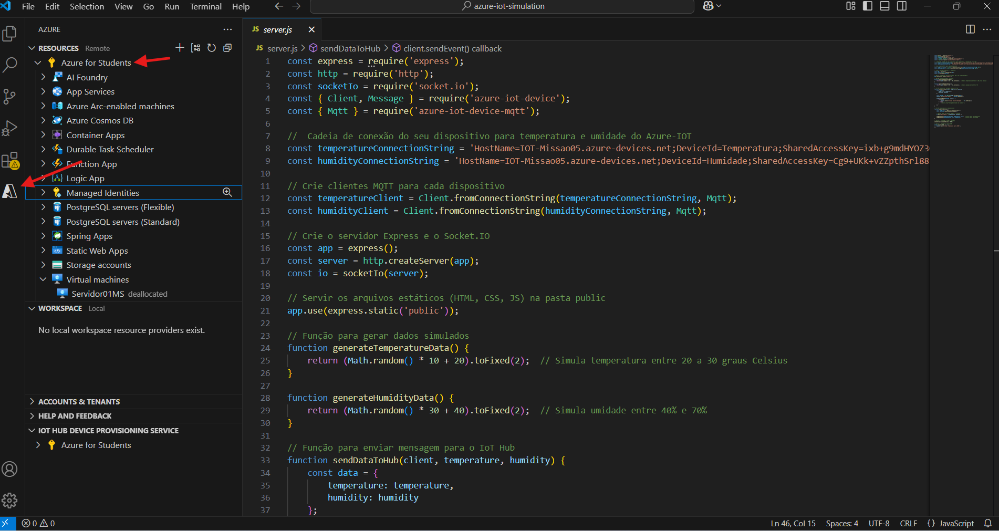 File Edit Selection View Go Run Terminal Help
azure-iot-simulation
AZURE
RESOURCES Remote
Azure for Students
AI Foundry
App Services
Azure Arc-enabled machines
Azure Cosmos DB
Container Apps
Durable Task Scheduler
Function App
Logic App
Managed Identities
PostgreSQL servers (Flexible)
PostgreSQL servers (Standard)
Spring Apps
Static Web Apps
Storage accounts
Virtual machines
Servidor01MS deallocated
WORKSPACE Local
No local workspace resource providers exist.
ACCOUNTS & TENANTS
HELP AND FEEDBACK
IOT HUB DEVICE PROVISIONING SERVICE
Azure for Students
JS server.js
JS server.js > sendDataToHub > client.sendEvent() callback
1 const express = require('express');
2 const http = require('http');
3 const socketIo = require('socket.io');
4 const { Client, Message } = require('azure-iot-device');
5 const { Mqtt } = require('azure-iot-device-mqtt');
6
7 //  Cadeia de conexão do seu dispositivo para temperatura e umidade do Azure-IOT
8 const temperatureConnectionString = 'HostName=IOT-Missao05.azure-devices.net;DeviceId=Temperatura;SharedAccessKey=ixb+g9mdHYOZ3
9 const humidityConnectionString = 'HostName=IOT-Missao05.azure-devices.net;DeviceId=Humidade;SharedAccessKey=Cg9+UKk+vZZpthSrl88
10
11 // Crie clientes MQTT para cada dispositivo
12 const temperatureClient = Client.fromConnectionString(temperatureConnectionString, Mqtt);
13 const humidityClient = Client.fromConnectionString(humidityConnectionString, Mqtt);
14
15 // Crie o servidor Express e o Socket.IO
16 const app = express();
17 const server = http.createServer(app);
18 const io = socketIo(server);
19
20 // Servir os arquivos estáticos (HTML, CSS, JS) na pasta public
21 app.use(express.static('public'));
22
23 // Função para gerar dados simulados
24 function generateTemperatureData() {
25     return (Math.random() * 10 + 20).toFixed(2);  // Simula temperatura entre 20 a 30 graus Celsius
26 }
27
28 function generateHumidityData() {
29     return (Math.random() * 30 + 40).toFixed(2);  // Simula umidade entre 40% e 70%
30 }
31
32 // Função para enviar mensagem para o IoT Hub
33 function sendDataToHub(client, temperature, humidity) {
34     const data = {
35         temperature: temperature,
36         humidity: humidity
37     };
0 0
Ln 46, Col 15 Spaces: 4 UTF-8 CRLF {} JavaScript